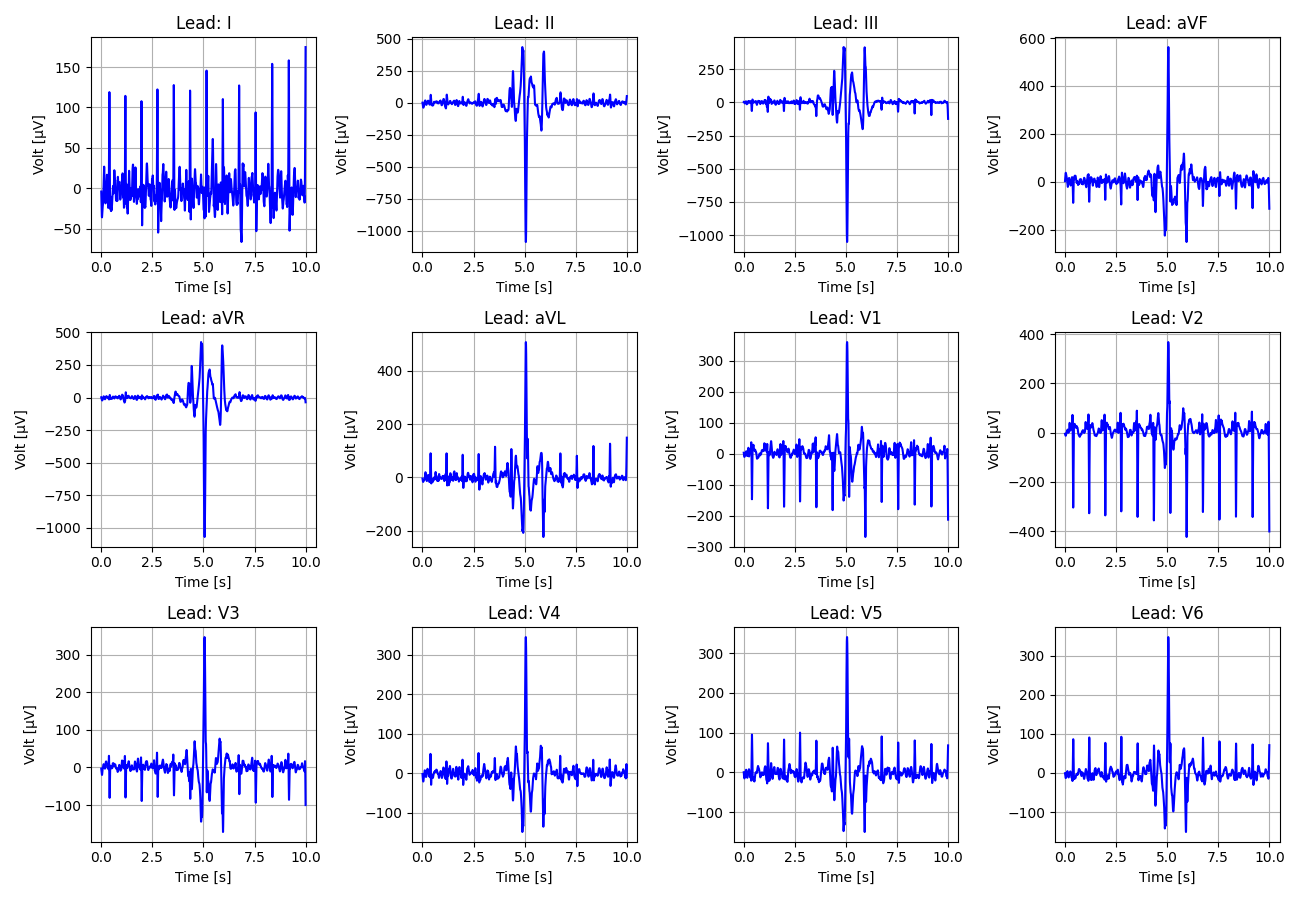 Lead: I
Volt [µV]
150
100
50
0
−50
0.0 2.5 5.0 7.5 10.0
Time [s]
Lead: II
Volt [µV]
500
250
0
−250
−500
−750
−1000
0.0 2.5 5.0 7.5 10.0
Time [s]
Lead: III
Volt [µV]
250
0
−250
−500
−750
−1000
0.0 2.5 5.0 7.5 10.0
Time [s]
Lead: aVF
Volt [µV]
600
400
200
0
−200
0.0 2.5 5.0 7.5 10.0
Time [s]
Lead: aVR
Volt [µV]
500
250
0
−250
−500
−750
−1000
0.0 2.5 5.0 7.5 10.0
Time [s]
Lead: aVL
Volt [µV]
400
200
0
−200
0.0 2.5 5.0 7.5 10.0
Time [s]
Lead: V1
Volt [µV]
300
200
100
0
−100
−200
−300
0.0 2.5 5.0 7.5 10.0
Time [s]
Lead: V2
Volt [µV]
400
200
0
−200
−400
0.0 2.5 5.0 7.5 10.0
Time [s]
Lead: V3
Volt [µV]
300
200
100
0
−100
0.0 2.5 5.0 7.5 10.0
Time [s]
Lead: V4
Volt [µV]
300
200
100
0
−100
0.0 2.5 5.0 7.5 10.0
Time [s]
Lead: V5
Volt [µV]
300
200
100
0
−100
0.0 2.5 5.0 7.5 10.0
Time [s]
Lead: V6
Volt [µV]
300
200
100
0
−100
0.0 2.5 5.0 7.5 10.0
Time [s]